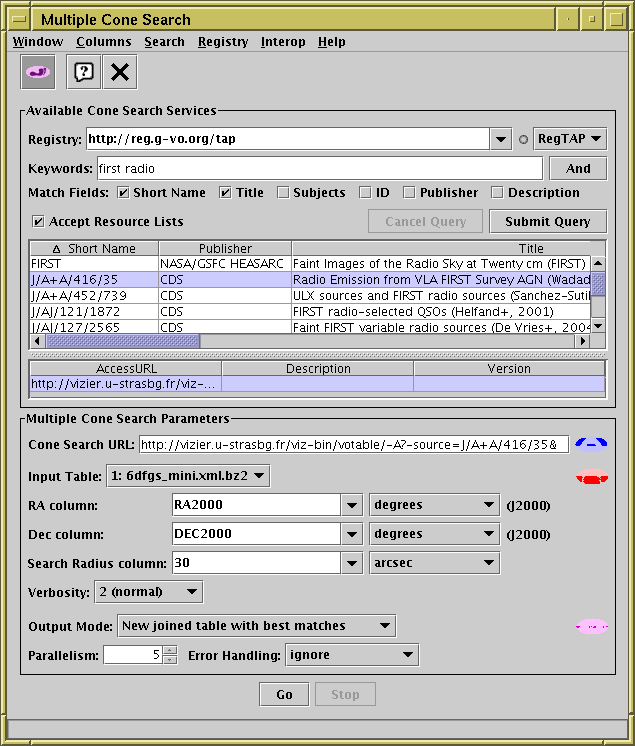 Multiple Cone Search
Window Columns Search Registry Interop Help
Available Cone Search Services
Registry: http://reg.g-vo.org/tap RegTAP
Keywords: first radio And
Match Fields: Short Name Title Subjects ID Publisher Description
Accept Resource Lists Cancel Query Submit Query
Short Name Publisher Title
FIRST NASA/GSFC HEASARC Faint Images of the Radio Sky at Twenty cm (FIRST)
J/A+A/416/35 CDS Radio Emission from VLA FIRST Survey AGN (Wadad
J/A+A/452/739 CDS ULX sources and FIRST radio sources (Sanchez-Sutil
J/AJ/121/1872 CDS FIRST radio-selected QSOs (Helfand+, 2001)
J/AJ/127/2565 CDS Faint FIRST variable radio sources (De Vries+, 2004
AccessURL Description Version
http://vizier.u-strasbg.fr/viz-...
Multiple Cone Search Parameters
Cone Search URL: http://vizier.u-strasbg.fr/viz-bin/votable/-A?-source=J/A+A/416/35&
Input Table: 1: 6dfgs_mini.xml.bz2
RA column: RA2000 degrees (J2000)
Dec column: DEC2000 degrees (J2000)
Search Radius column: 30 arcsec
Verbosity: 2 (normal)
Output Mode: New joined table with best matches
Parallelism: 5 Error Handling: ignore
Go Stop